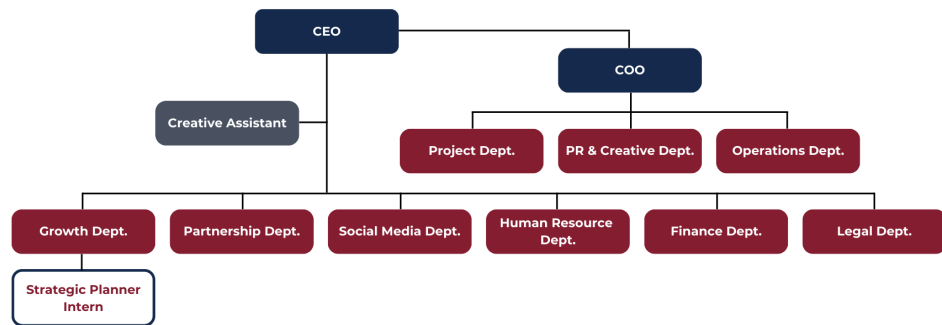 CEO
COO
Creative Assistant
Project Dept.
PR & Creative Dept.
Operations Dept.
Growth Dept.
Partnership Dept.
Social Media Dept.
Human Resource
Dept.
Finance Dept.
Legal Dept.
Strategic Planner
Intern